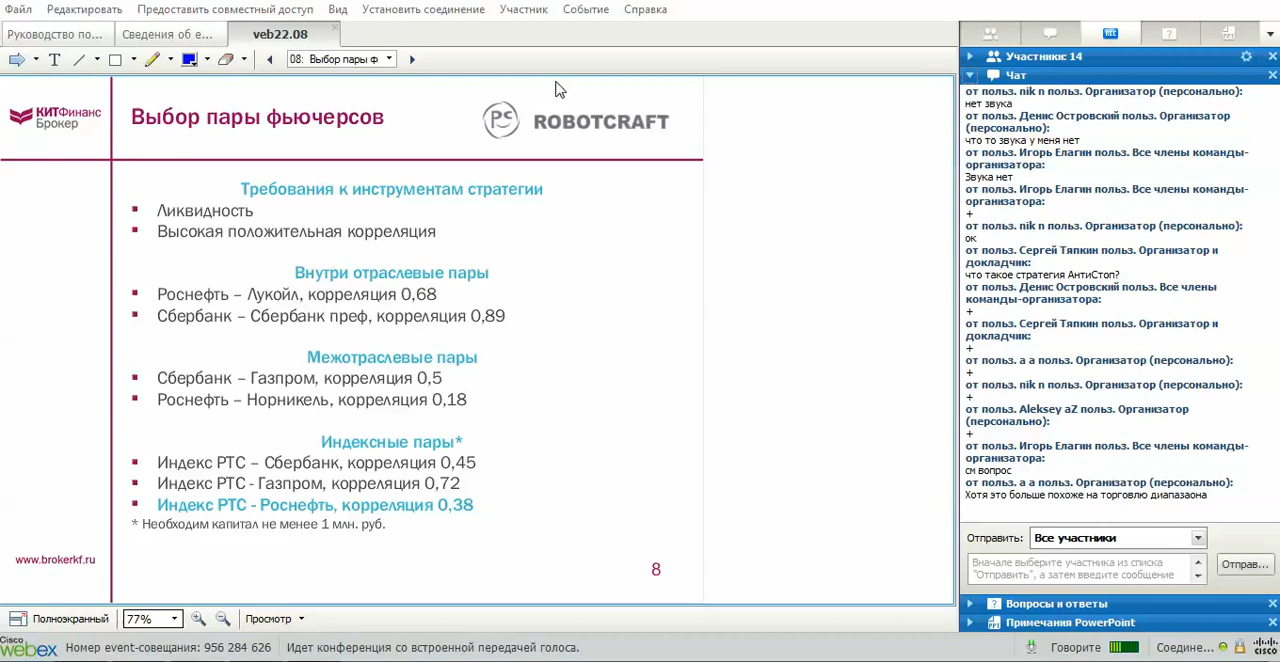 Файл Редактировать Предоставить совместный доступ Вид Установить соединение Участник Событие Справка
Руководство по... Сведения об е... veb22.08
T 08: Выбор пары ф
КИТФинанс
Брокер
Выбор пары фьючерсов
PC ROBOTCRAFT
Требования к инструментам стратегии
Ликвидность
Высокая положительная корреляция
Внутри отраслевые пары
Роснефть – Лукойл, корреляция 0,68
Сбербанк – Сбербанк преф, корреляция 0,89
Межотраслевые пары
Сбербанк – Газпром, корреляция 0,5
Роснефть – Норникель, корреляция 0,18
Индексные пары*
Индекс РТС – Сбербанк, корреляция 0,45
Индекс РТС - Газпром, корреляция 0,72
Индекс РТС - Роснефть, корреляция 0,38
* Необходим капитал не менее 1 млн. руб.
www.brokerkf.ru
8
Полноэкранный 77% Просмотр
REC ?
Участники: 14
Чат
от польз. nik n польз. Организатор (персонально):
нет звука
от польз. Денис Островский польз. Организатор
(персонально):
что то звука у меня нет
от польз. Игорь Елагин польз. Все члены команды-
организатора:
Звука нет
от польз. Игорь Елагин польз. Все члены команды-
организатора:
+
от польз. nik n польз. Организатор (персонально):
ок
от польз. Сергей Тяпкин польз. Организатор и
докладчик:
что такое стратегия АнтиСтоп?
от польз. Денис Островский польз. Все члены
команды-организатора:
+
от польз. Сергей Тяпкин польз. Организатор и
докладчик:
+
от польз. a a польз. Организатор (персонально):
+
от польз. nik n польз. Организатор (персонально):
+
от польз. Aleksey aZ польз. Организатор
(персонально):
+
от польз. Игорь Елагин польз. Все члены команды-
организатора:
см вопрос
от польз. a a польз. Организатор (персонально):
Хотя это больше похоже на торговлю диапазаона
Отправить: Все участники
Вначале выберите участника из списка
"Отправить", а затем введите сообщение
Отправ...
? Вопросы и ответы
Примечания PowerPoint
Cisco
webex Номер event-совещания: 956 284 626 Идет конференция со встроенной передачей голоса. Говорите Соедине... cisco